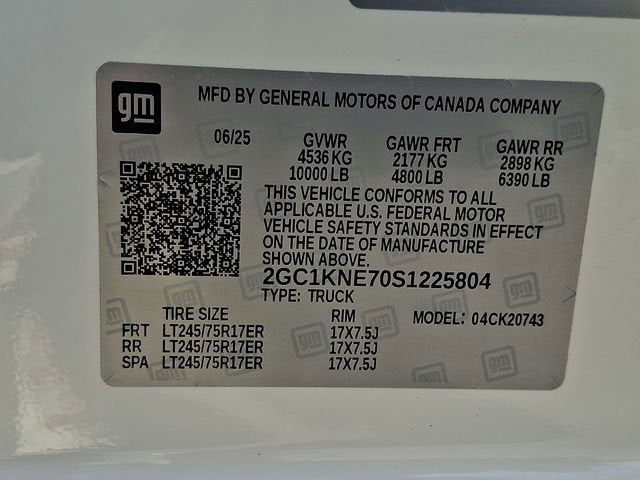 gm
MFD BY GENERAL MOTORS OF CANADA COMPANY
06/25 GVWR GAWR FRT GAWR RR
4536 KG 2177 KG 2898 KG
10000 LB 4800 LB 6390 LB
THIS VEHICLE CONFORMS TO ALL
APPLICABLE U.S. FEDERAL MOTOR
VEHICLE SAFETY STANDARDS IN EFFECT
ON THE DATE OF MANUFACTURE
SHOWN ABOVE.
2GC1KNE70S1225804
TYPE: TRUCK
TIRE SIZE RIM MODEL: 04CK20743
FRT LT245/75R17ER 17X7.5J
RR LT245/75R17ER 17X7.5J
SPA LT245/75R17ER 17X7.5J